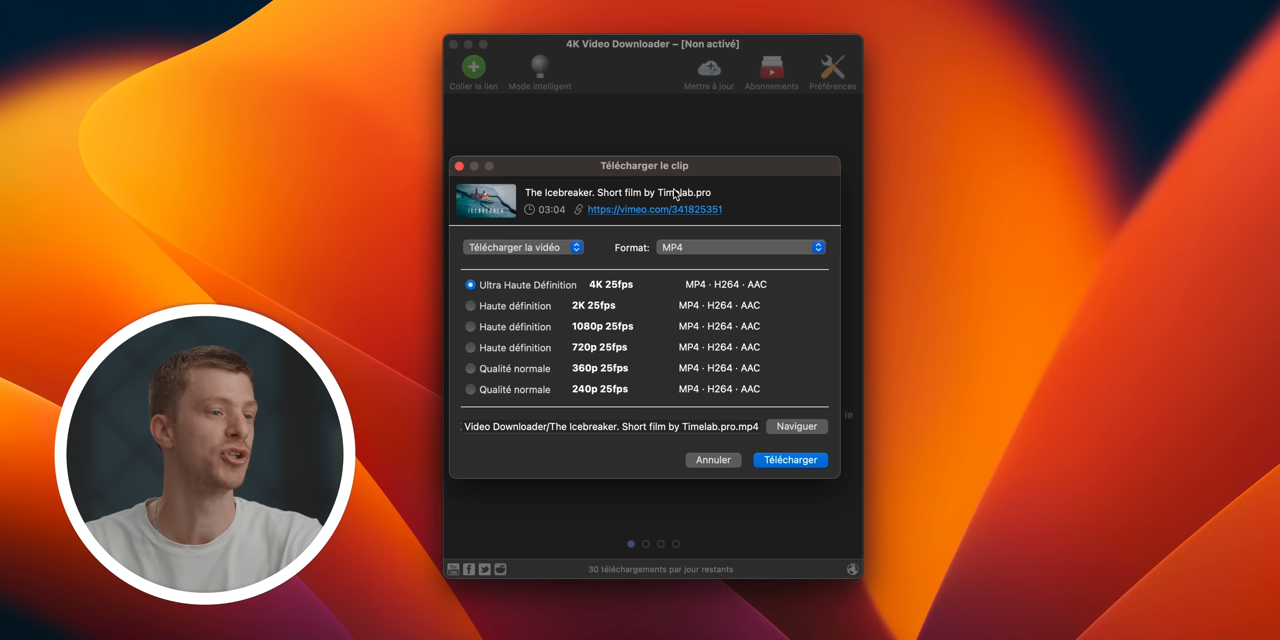 4K Video Downloader – [Non activé]
Coller le lien
Mode intelligent
Mettre à jour
Abonnements
Préférences
Télécharger le clip
The Icebreaker. Short film by Timelab.pro
ICEBREAKER
03:04
https://vimeo.com/341825351
Télécharger la vidéo
Format:
MP4
Ultra Haute Définition 4K 25fps MP4 · H264 · AAC
Haute définition 2K 25fps MP4 · H264 · AAC
Haute définition 1080p 25fps MP4 · H264 · AAC
Haute définition 720p 25fps MP4 · H264 · AAC
Qualité normale 360p 25fps MP4 · H264 · AAC
Qualité normale 240p 25fps MP4 · H264 · AAC
le
Video Downloader/The Icebreaker. Short film by Timelab.pro.mp4
Naviguer
Annuler
Télécharger
30 téléchargements par jour restants